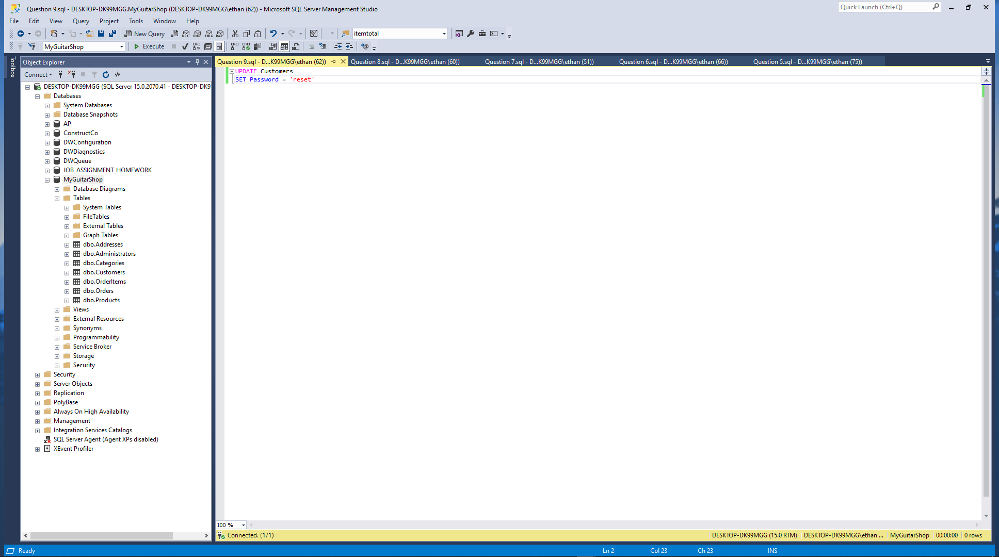 Question 9.sql - DESKTOP-DK99MGG.MyGuitarShop (DESKTOP-DK99MGG\ethan (62)) - Microsoft SQL Server Management Studio
Quick Launch (Ctrl+Q)
File Edit View Query Project Tools Window Help
New Query MDX DMX XMLA DAX itemtotal
MyGuitarShop Execute
Toolbox
Object Explorer
Connect
DESKTOP-DK99MGG (SQL Server 15.0.2070.41 - DESKTOP-DK9
Databases
System Databases
Database Snapshots
AP
ConstructCo
DWConfiguration
DWDiagnostics
DWQueue
JOB_ASSIGNMENT_HOMEWORK
MyGuitarShop
Database Diagrams
Tables
System Tables
FileTables
External Tables
Graph Tables
dbo.Addresses
dbo.Administrators
dbo.Categories
dbo.Customers
dbo.OrderItems
dbo.Orders
dbo.Products
Views
External Resources
Synonyms
Programmability
Service Broker
Storage
Security
Security
Server Objects
Replication
PolyBase
Always On High Availability
Management
Integration Services Catalogs
SQL Server Agent (Agent XPs disabled)
XEvent Profiler
Question 9.sql - D...K99MGG\ethan (62)) Question 8.sql - D...K99MGG\ethan (60)) Question 7.sql - D...K99MGG\ethan (51)) Question 6.sql - D...K99MGG\ethan (66)) Question 5.sql - D...K99MGG\ethan (75))
UPDATE Customers
SET Password = 'reset'
100 %
Connected. (1/1) DESKTOP-DK99MGG (15.0 RTM) DESKTOP-DK99MGG\ethan ... MyGuitarShop 00:00:00 0 rows
Ready Ln 2 Col 23 Ch 23 INS